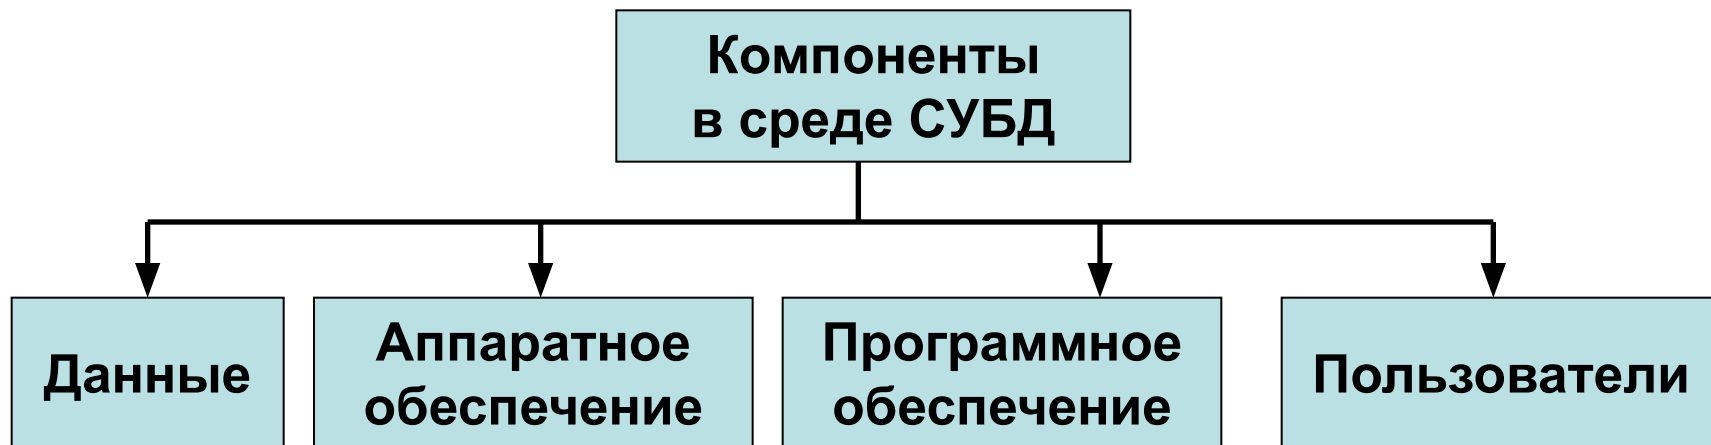 Компоненты
в среде СУБД
Данные
Аппаратное
обеспечение
Программное
обеспечение
Пользователи